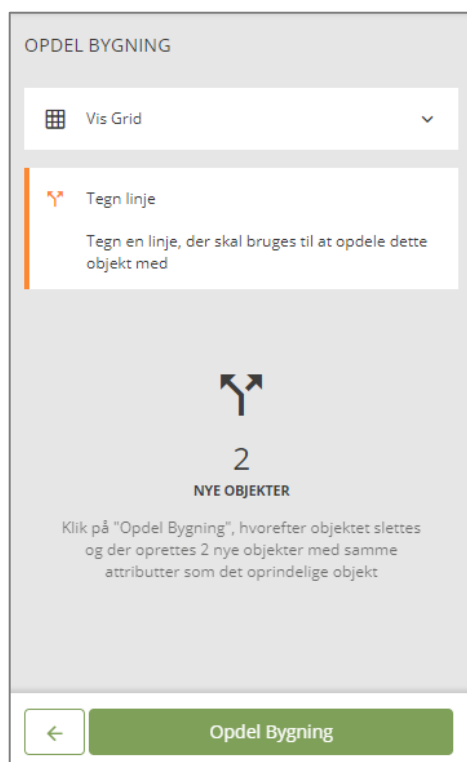 OPDEL BYGNING
Vis Grid
Tegn linje
Tegn en linje, der skal bruges til at opdele dette
objekt med
2
NYE OBJEKTER
Klik på "Opdel Bygning", hvorefter objektet slettes
og der oprettes 2 nye objekter med samme
attributter som det oprindelige objekt
Opdel Bygning